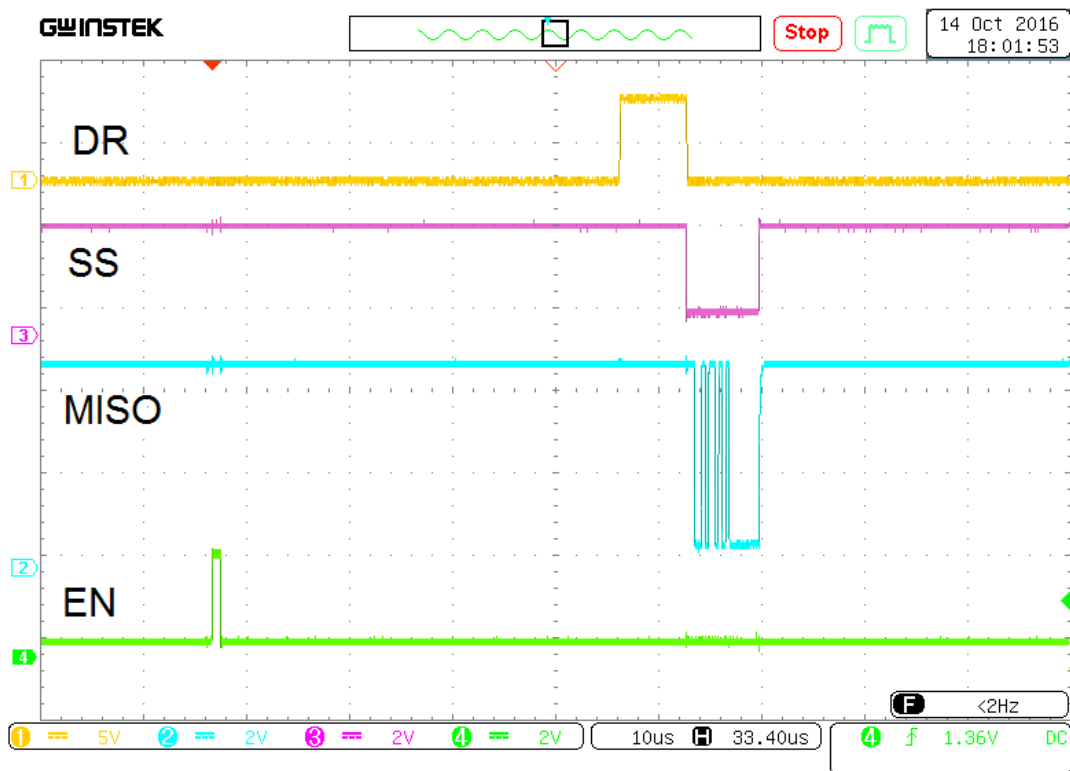 GWINSTEK
Stop
14 Oct 2016
18:01:53
DR
1
SS
3
MISO
2
EN
4
F <2Hz
1 5V 2 2V 3 2V 4 2V
10us H 33.40us
4 1.36V DC